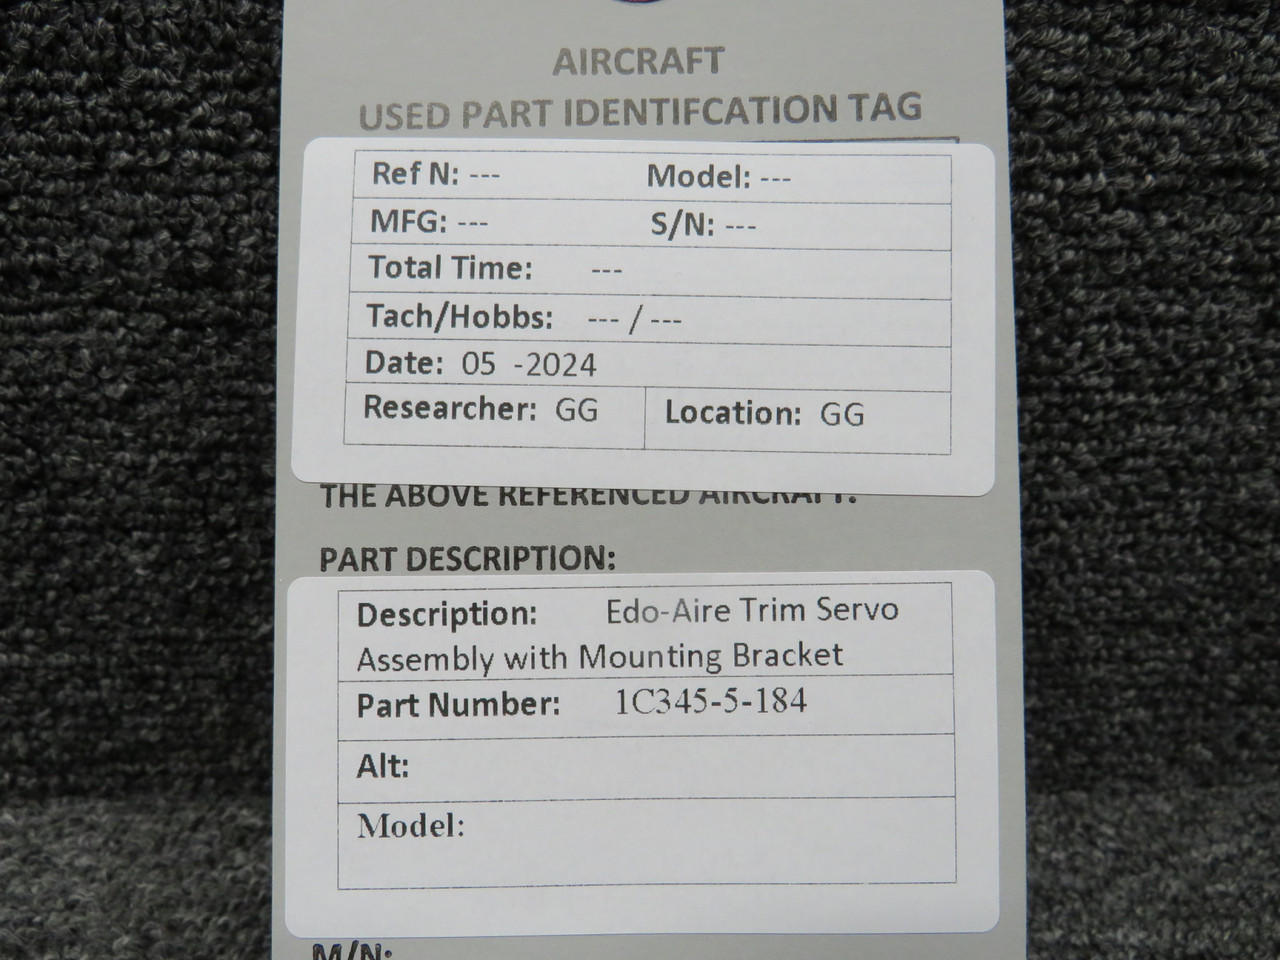 AIRCRAFT
USED PART IDENTIFCATION TAG
Ref N: --- Model: ---
MFG: --- S/N: ---
Total Time: ---
Tach/Hobbs: --- / ---
Date: 05 -2024
Researcher: GG Location: GG
THE ABOVE REFERENCED AIRCRAFT.
PART DESCRIPTION:
Description: Edo-Aire Trim Servo
Assembly with Mounting Bracket
Part Number: 1C345-5-184
Alt:
Model:
M/N: